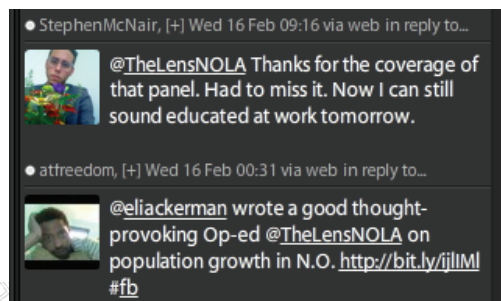 StephenMcNair, [+] Wed 16 Feb 09:16 via web in reply to...
@TheLensNOLA Thanks for the coverage of
that panel. Had to miss it. Now I can still
sound educated at work tomorrow.
atfreedom, [+] Wed 16 Feb 00:31 via web in reply to...
@eliackerman wrote a good thought-
provoking Op-ed @TheLensNOLA on
population growth in N.O. http://bit.ly/ijlIMl
#fb